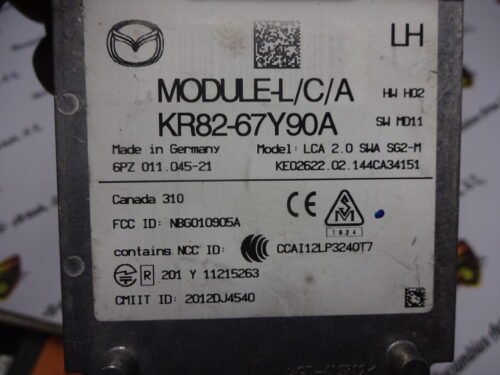 LH
MODULE-L/C/A
HW H02
KR82-67Y90A
SW MD11
Made in Germany
Model: LCA 2.0 SWA SG2-M
6PZ 011.045-21
KE02622.02.144CA34151
Canada 310
FCC ID: NBG010905A
CE
1624
contains NCC ID:
CCAI12LP3240T7
R 201 Y 11215263
CMIIT ID: 2012DJ4540